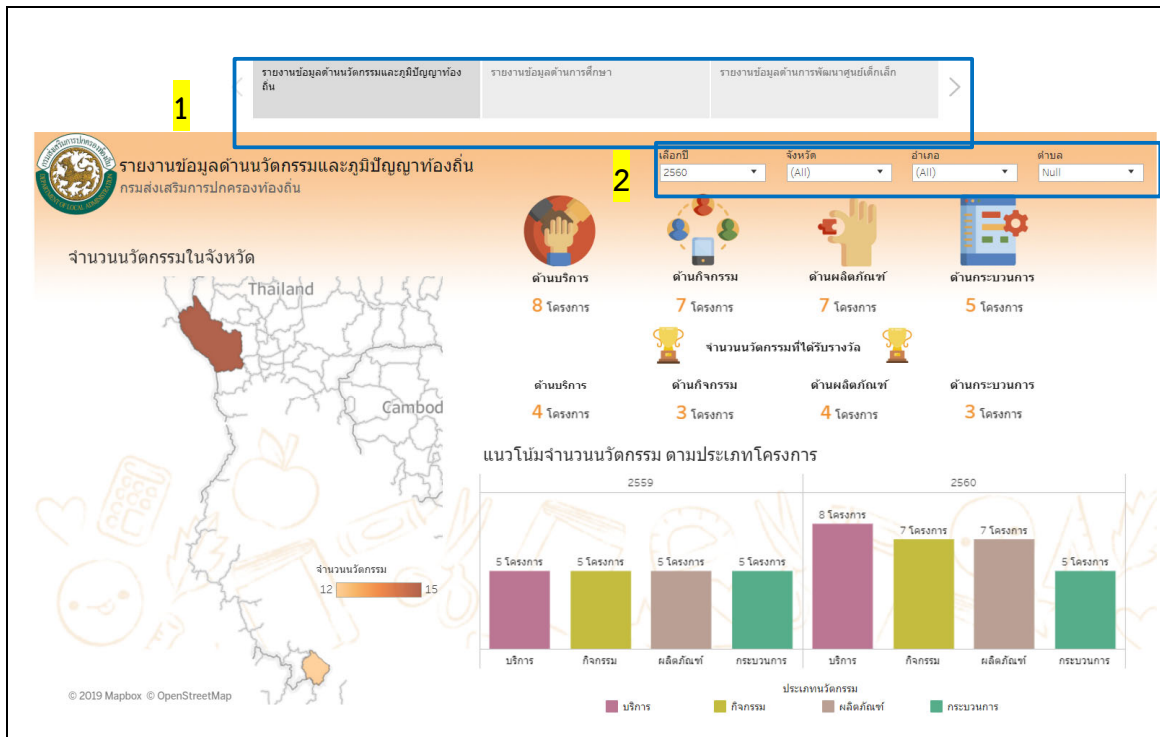 รายงานข้อมูลด้านนวัตกรรมและภูมิปัญญาท้อง
ถิ่น
รายงานข้อมูลด้านการศึกษา
รายงานข้อมูลด้านการพัฒนาศูนย์เด็กเล็ก
1
รายงานข้อมูลด้านนวัตกรรมและภูมิปัญญาท้องถิ่น
กรมส่งเสริมการปกครองท้องถิ่น
2
เลือกปี จังหวัด อำเภอ ตำบล
2560 (All) (All) Null
จำนวนนวัตกรรมในจังหวัด
Thailand
Cambod
จำนวนนวัตกรรม
12 15
© 2019 Mapbox © OpenStreetMap
ด้านบริการ ด้านกิจกรรม ด้านผลิตภัณฑ์ ด้านกระบวนการ
8 โครงการ 7 โครงการ 7 โครงการ 5 โครงการ
จำนวนนวัตกรรมที่ได้รับรางวัล
ด้านบริการ ด้านกิจกรรม ด้านผลิตภัณฑ์ ด้านกระบวนการ
4 โครงการ 3 โครงการ 4 โครงการ 3 โครงการ
แนวโน้มจำนวนนวัตกรรม ตามประเภทโครงการ
2559 2560
5 โครงการ 5 โครงการ 5 โครงการ 5 โครงการ 8 โครงการ 7 โครงการ 7 โครงการ 5 โครงการ
บริการ กิจกรรม ผลิตภัณฑ์ กระบวนการ บริการ กิจกรรม ผลิตภัณฑ์ กระบวนการ
ประเภทนวัตกรรม
บริการ กิจกรรม ผลิตภัณฑ์ กระบวนการ